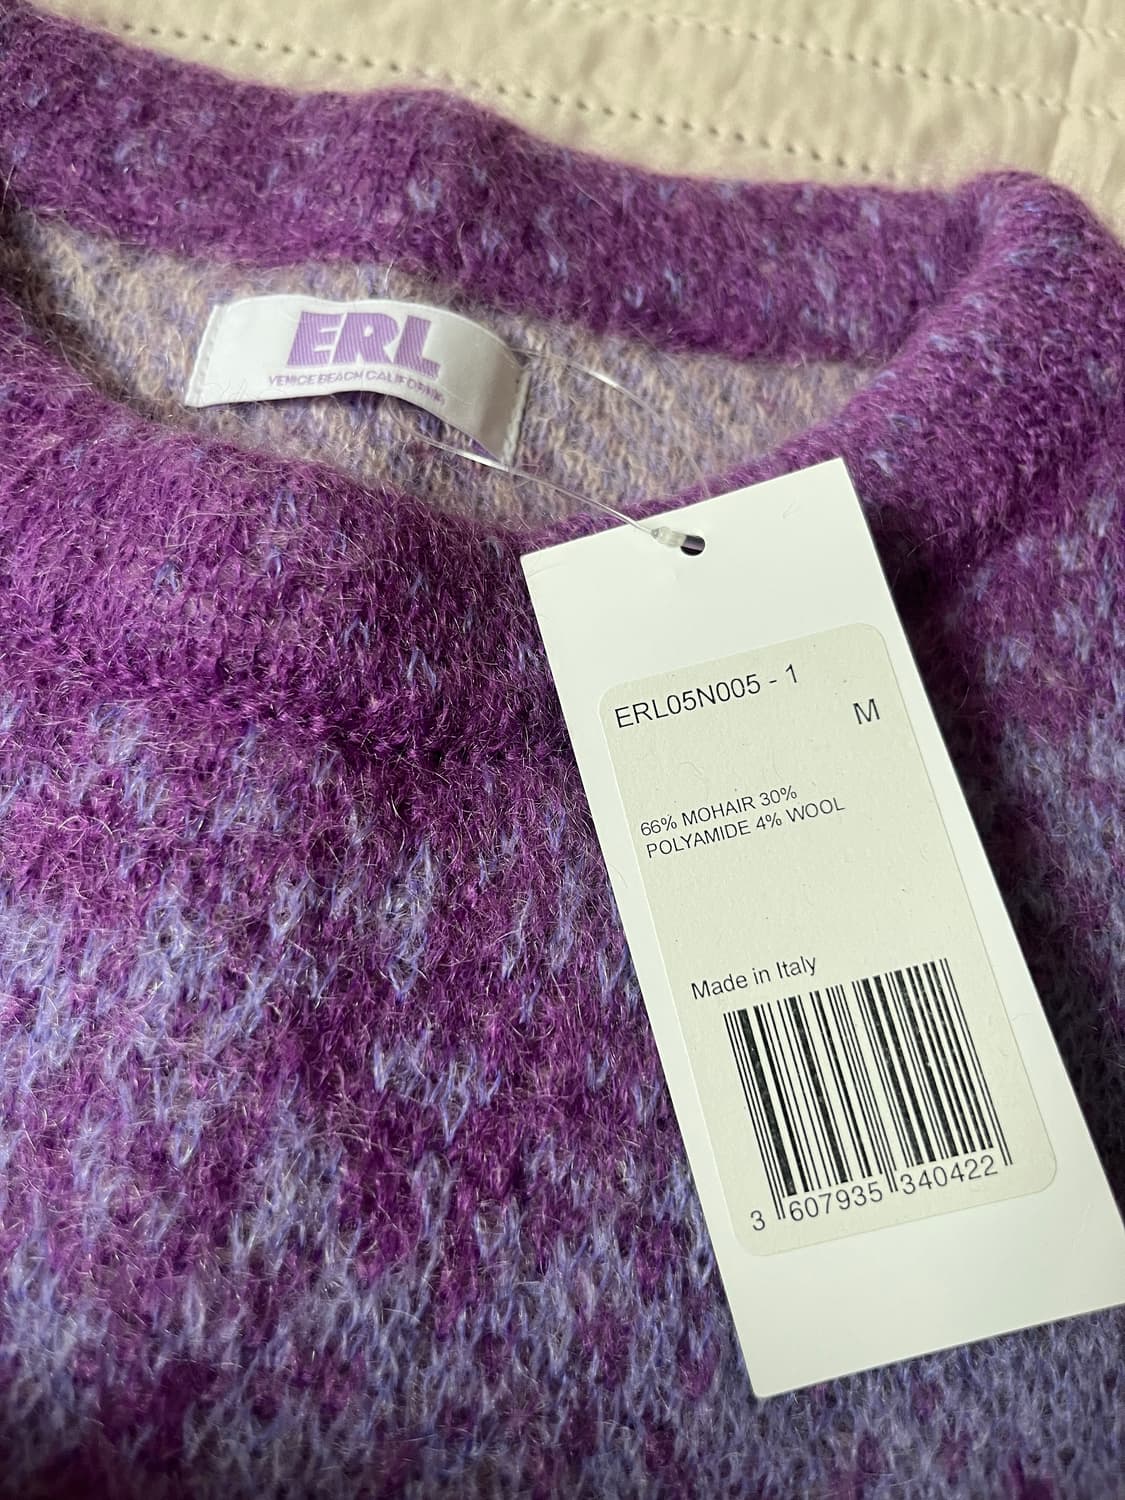 ERL
VENICE BEACH CALIFORNIA
ERL05N005 - 1
M
66% MOHAIR 30%
POLYAMIDE 4% WOOL
Made in Italy
3 607935 340422